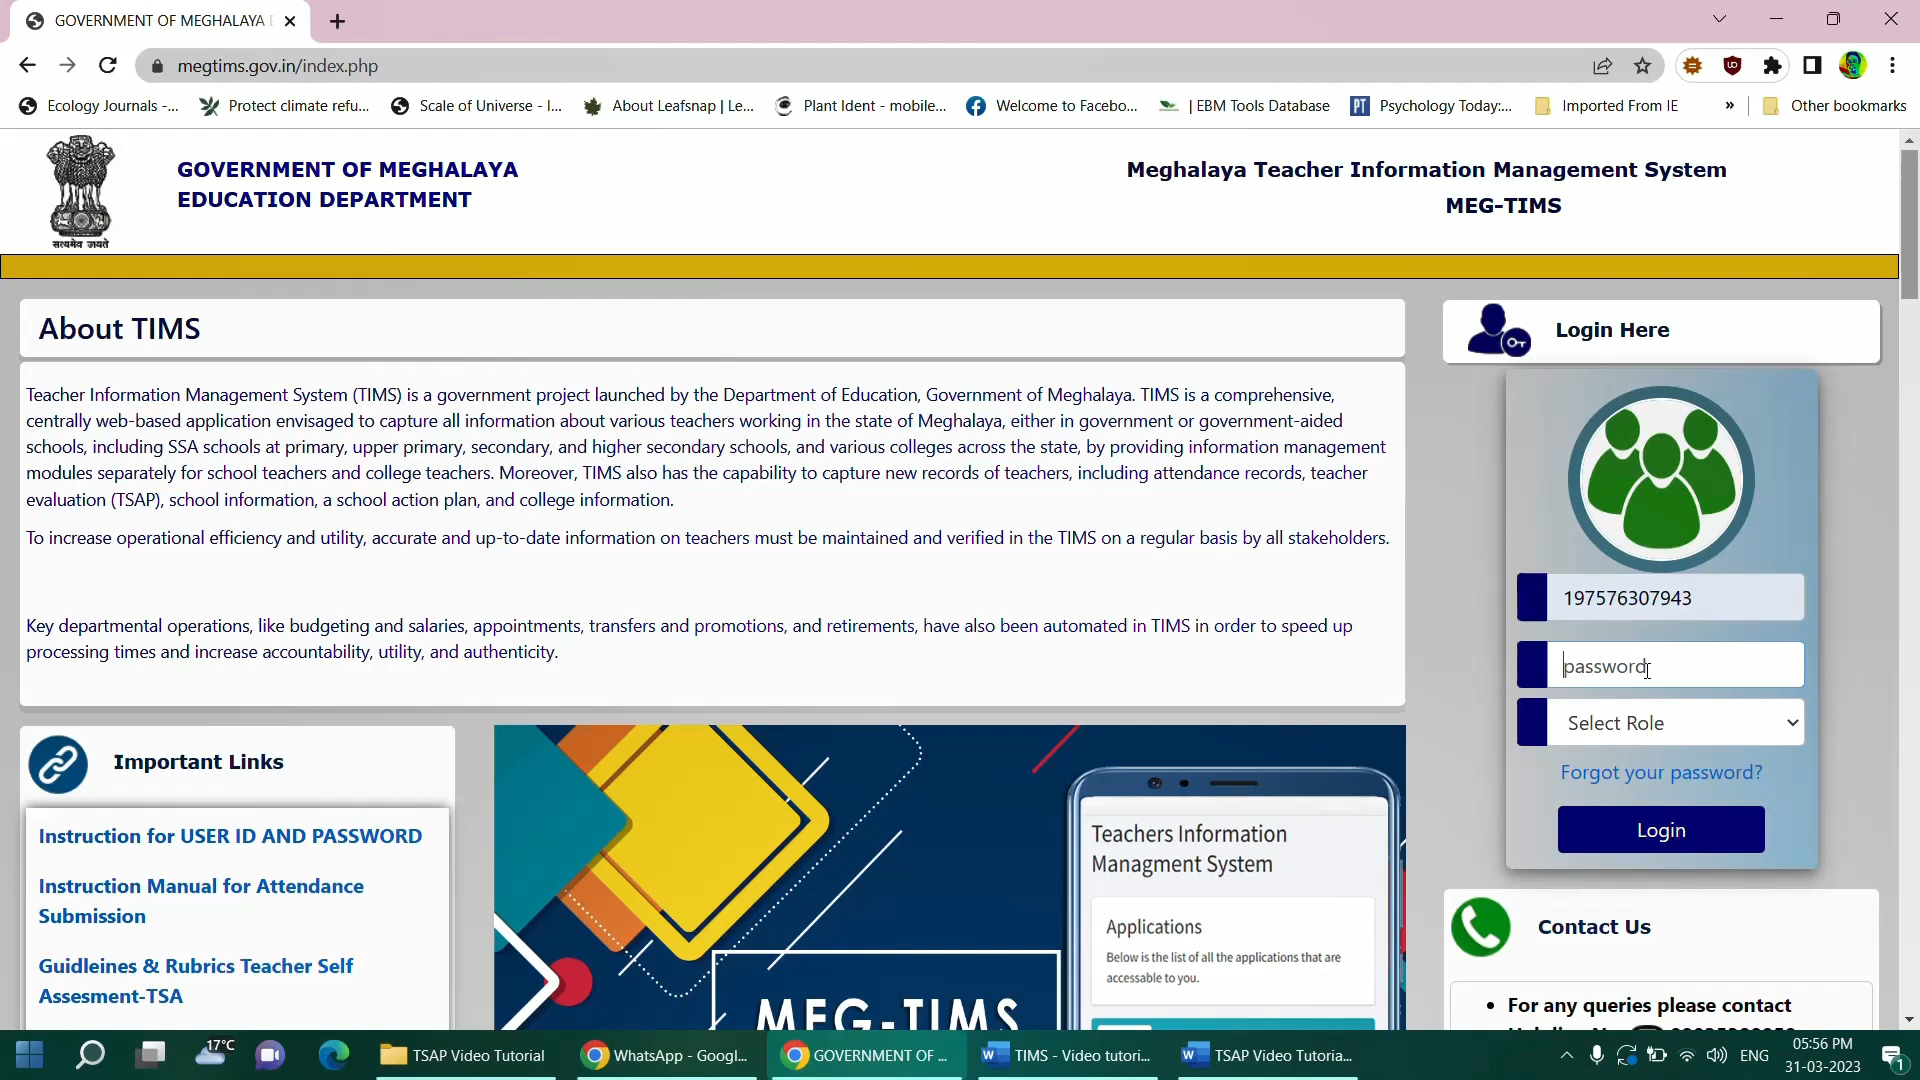 GOVERNMENT OF MEGHALAYA E
megtims.gov.in/index.php
Ecology Journals -...
Protect climate refu...
Scale of Universe - I...
About Leafsnap | Le...
Plant Ident - mobile...
Welcome to Facebo...
| EBM Tools Database
PT
Psychology Today:...
Imported From IE
»
Other bookmarks
GOVERNMENT OF MEGHALAYA
EDUCATION DEPARTMENT
सत्यमेव जयते
Meghalaya Teacher Information Management System
MEG-TIMS
About TIMS
Teacher Information Management System (TIMS) is a government project launched by the Department of Education, Government of Meghalaya. TIMS is a comprehensive,
centrally web-based application envisaged to capture all information about various teachers working in the state of Meghalaya, either in government or government-aided
schools, including SSA schools at primary, upper primary, secondary, and higher secondary schools, and various colleges across the state, by providing information management
modules separately for school teachers and college teachers. Moreover, TIMS also has the capability to capture new records of teachers, including attendance records, teacher
evaluation (TSAP), school information, a school action plan, and college information.
To increase operational efficiency and utility, accurate and up-to-date information on teachers must be maintained and verified in the TIMS on a regular basis by all stakeholders.
Key departmental operations, like budgeting and salaries, appointments, transfers and promotions, and retirements, have also been automated in TIMS in order to speed up
processing times and increase accountability, utility, and authenticity.
Login Here
197576307943
password
Select Role
Forgot your password?
Login
Important Links
Instruction for USER ID AND PASSWORD
Instruction Manual for Attendance
Submission
Guidleines & Rubrics Teacher Self
Assesment-TSA
Teachers Information
Managment System
Applications
Below is the list of all the applications that are
accessable to you.
MEG-TIMS
Contact Us
• For any queries please contact
17°C
TSAP Video Tutorial
WhatsApp - Googl...
GOVERNMENT OF ...
TIMS - Video tutori...
TSAP Video Tutoria...
ENG
05:56 PM
31-03-2023
1